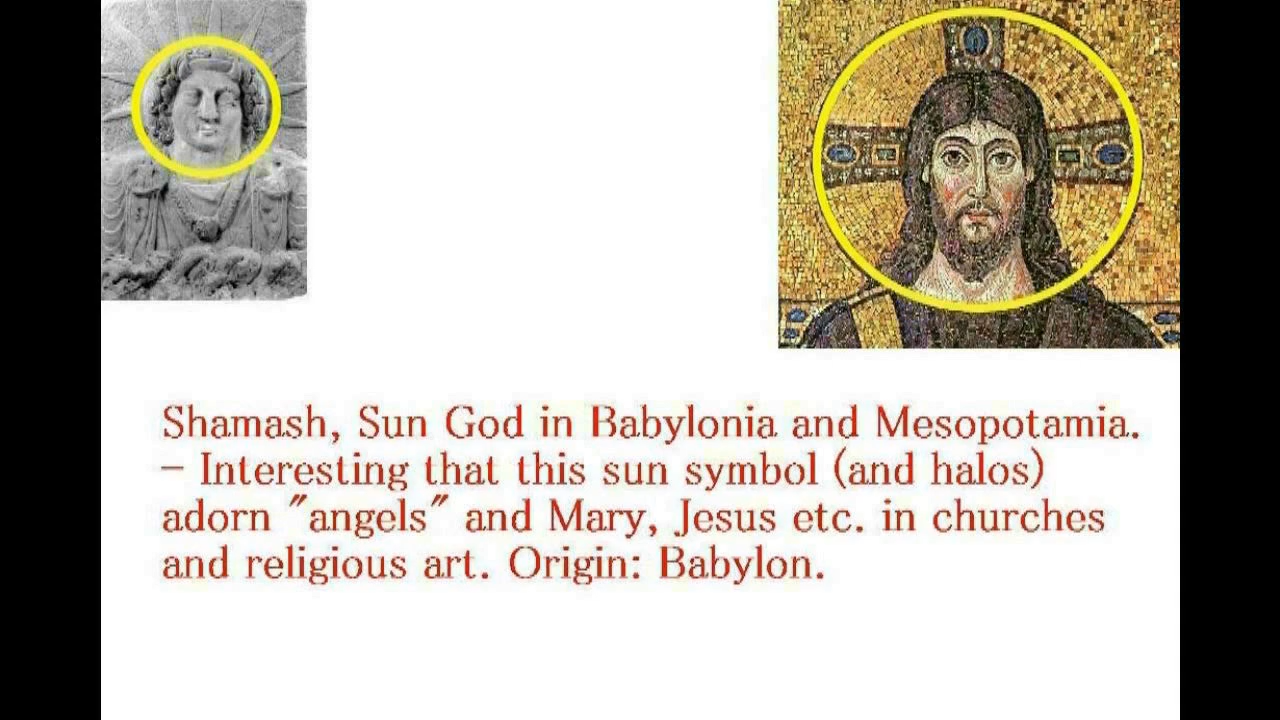 Shamash, Sun God in Babylonia and Mesopotamia.
- Interesting that this sun symbol (and halos)
adorn "angels" and Mary, Jesus etc. in churches
and religious art. Origin: Babylon.